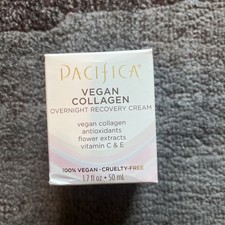 PACIFICA
VEGAN
COLLAGEN
OVERNIGHT RECOVERY CREAM
vegan collagen
antioxidants
flower extracts
vitamin C & E
100% VEGAN • CRUELTY-FREE
1.7 fl oz • 50 mL